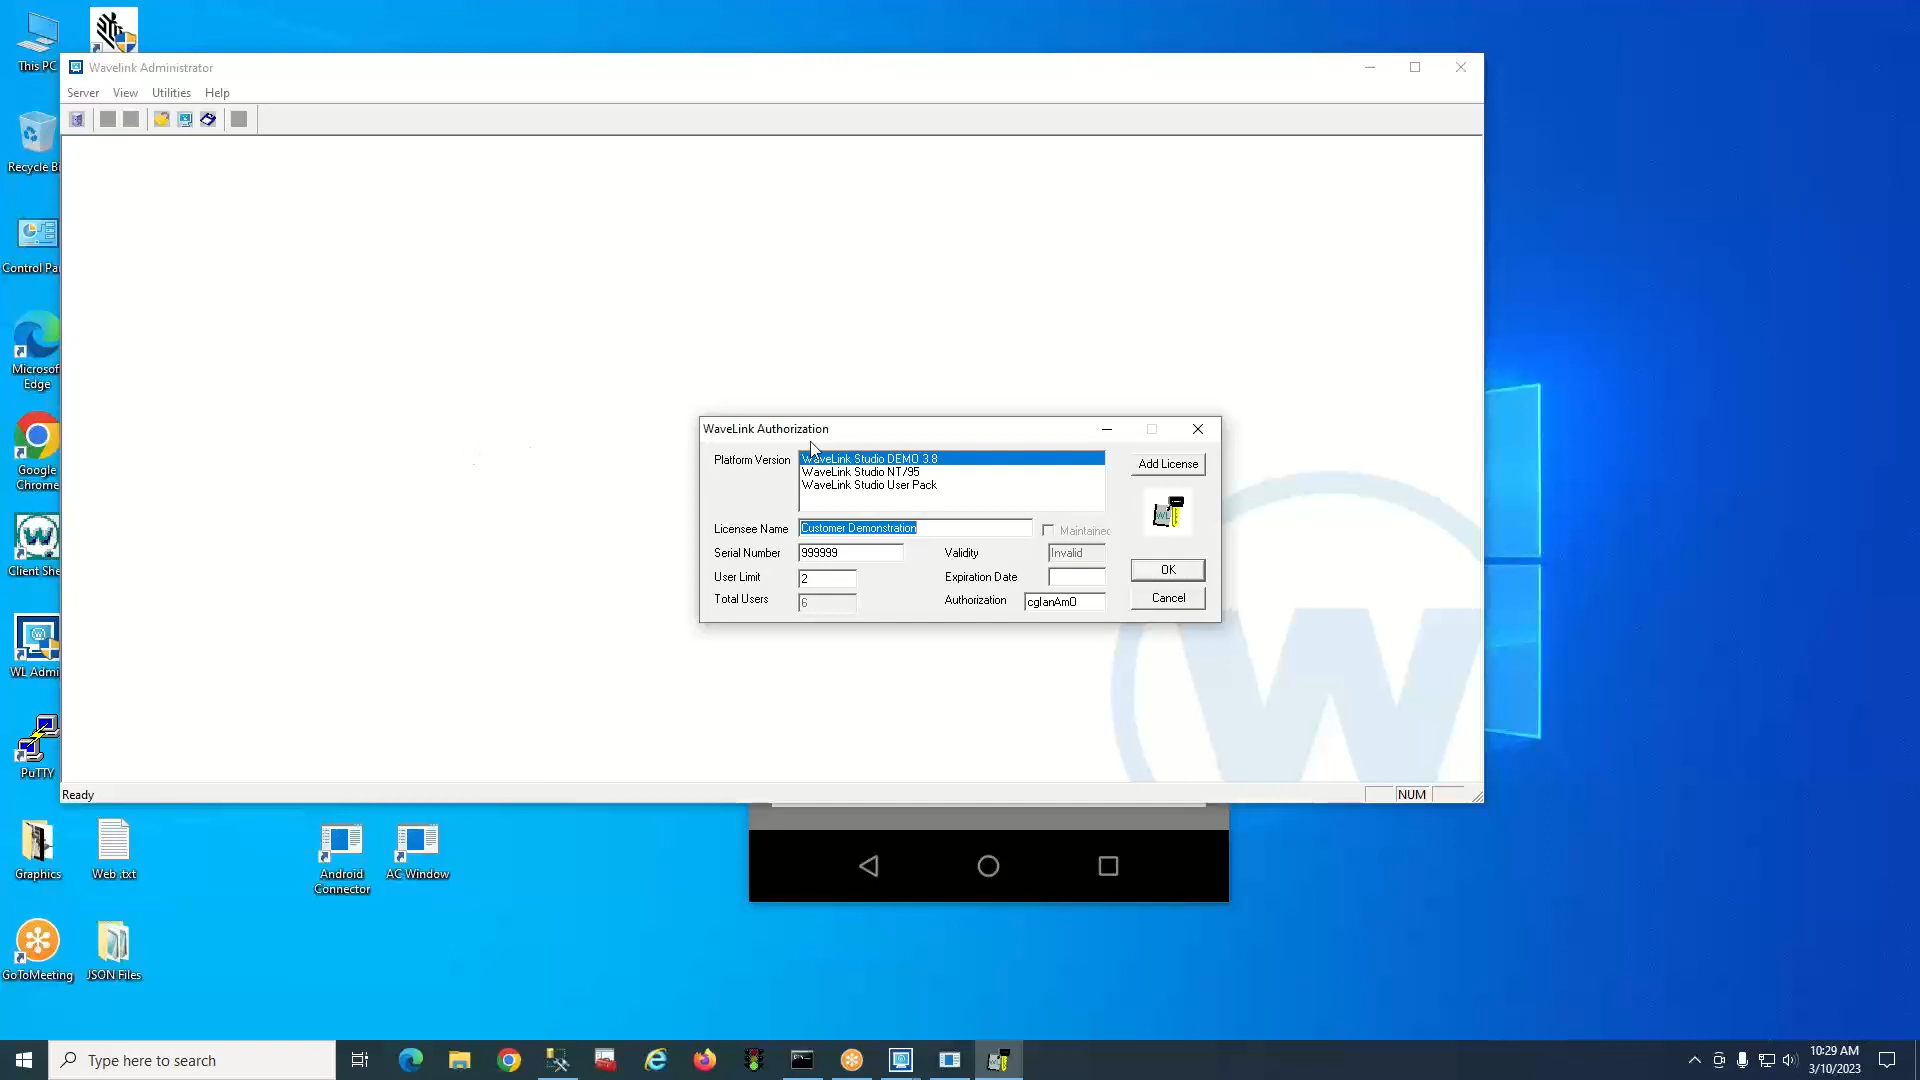 This PC
Wavelink Administrator
Server View Utilities Help
Recycle Bi
Control Pa
Microsof
Edge
Google
Chrome
Client She
WL Admi
PuTTY
WaveLink Authorization
Platform Version
WaveLink Studio DEMO 3.8
WaveLink Studio NT/95
WaveLink Studio User Pack
Add License
Licensee Name Customer Demonstration Maintained
Serial Number 999999 Validity Invalid
User Limit 2 Expiration Date
Total Users 6 Authorization cglanAmO
OK
Cancel
W
Ready NUM
Graphics
Web .txt
Android
Connector
AC Window
GoToMeeting
JSON Files
Type here to search
10:29 AM
3/10/2023